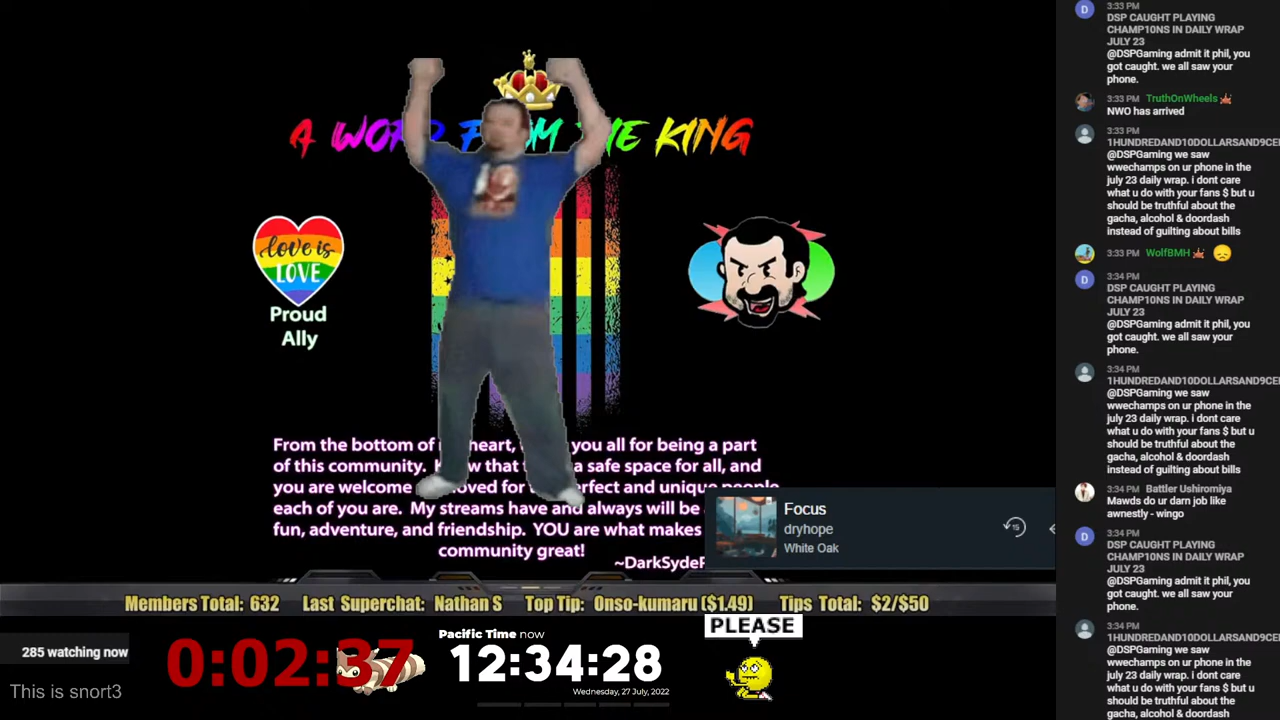 A WORD FROM THE KING
love is
LOVE
Proud
Ally
From the bottom of heart, you all for being a part
of this community. that a safe space for all, and
you are welcome loved for perfect and unique people
each of you are. My streams have and always will be
fun, adventure, and friendship. YOU are what makes
community great!
Focus
dryhope
White Oak
15
Members Total: 632 Last Superchat: Nathan S Top Tip: Onso-kumaru ($1.49) Tips Total: $2/$50
285 watching now
This is snort3
0:02:37
Pacific Time now
12:34:28
Wednesday, 27 July, 2022
PLEASE
D
3:33 PM
DSP CAUGHT PLAYING
CHAMP10NS IN DAILY WRAP
JULY 23
@DSPGaming admit it phil, you
got caught. we all saw your
phone.
3:33 PM TruthOnWheels
NWO has arrived
3:33 PM
1HUNDREDAND10DOLLARSAND9CE
@DSPGaming we saw
wwechamps on ur phone in the
july 23 daily wrap. i dont care
what u do with your fans $ but u
should be truthful about the
gacha, alcohol & doordash
instead of guilting about bills
3:33 PM WolfBMH
D
3:34 PM
DSP CAUGHT PLAYING
CHAMP10NS IN DAILY WRAP
JULY 23
@DSPGaming admit it phil, you
got caught. we all saw your
phone.
3:34 PM
1HUNDREDAND10DOLLARSAND9CE
@DSPGaming we saw
wwechamps on ur phone in the
july 23 daily wrap. i dont care
what u do with your fans $ but u
should be truthful about the
gacha, alcohol & doordash
instead of guilting about bills
3:34 PM Battler Ushiromiya
Mawds do ur darn job like
awnestly - wingo
D
3:34 PM
DSP CAUGHT PLAYING
CHAMP10NS IN DAILY WRAP
JULY 23
@DSPGaming admit it phil, you
got caught. we all saw your
phone.
3:34 PM
1HUNDREDAND10DOLLARSAND9CE
@DSPGaming we saw
wwechamps on ur phone in the
july 23 daily wrap. i dont care
what u do with your fans $ but u
should be truthful about the
gacha, alcohol & doordash